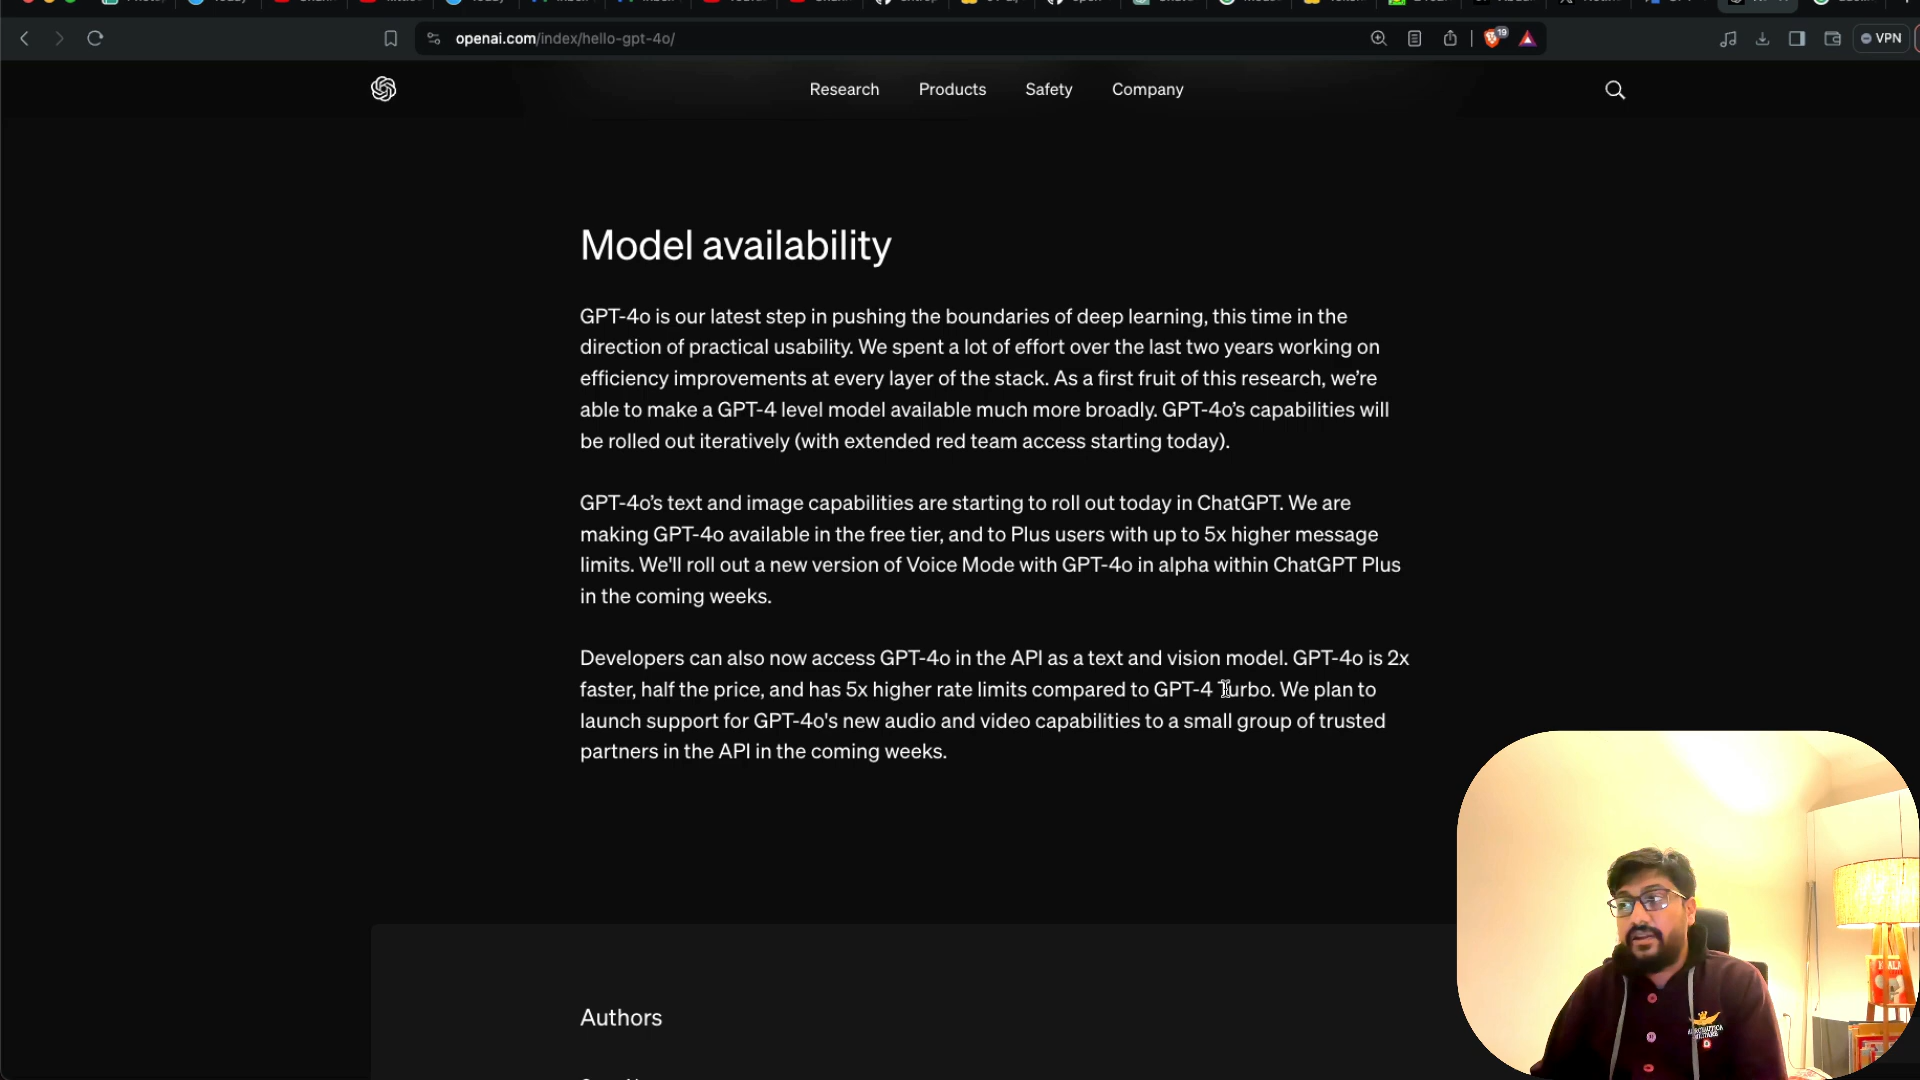 openai.com/index/hello-gpt-4o/
19
VPN
Research Products Safety Company
Model availability
GPT-4o is our latest step in pushing the boundaries of deep learning, this time in the
direction of practical usability. We spent a lot of effort over the last two years working on
efficiency improvements at every layer of the stack. As a first fruit of this research, we’re
able to make a GPT-4 level model available much more broadly. GPT-4o’s capabilities will
be rolled out iteratively (with extended red team access starting today).
GPT-4o’s text and image capabilities are starting to roll out today in ChatGPT. We are
making GPT-4o available in the free tier, and to Plus users with up to 5x higher message
limits. We'll roll out a new version of Voice Mode with GPT-4o in alpha within ChatGPT Plus
in the coming weeks.
Developers can also now access GPT-4o in the API as a text and vision model. GPT-4o is 2x
faster, half the price, and has 5x higher rate limits compared to GPT-4 Turbo. We plan to
launch support for GPT-4o's new audio and video capabilities to a small group of trusted
partners in the API in the coming weeks.
Authors